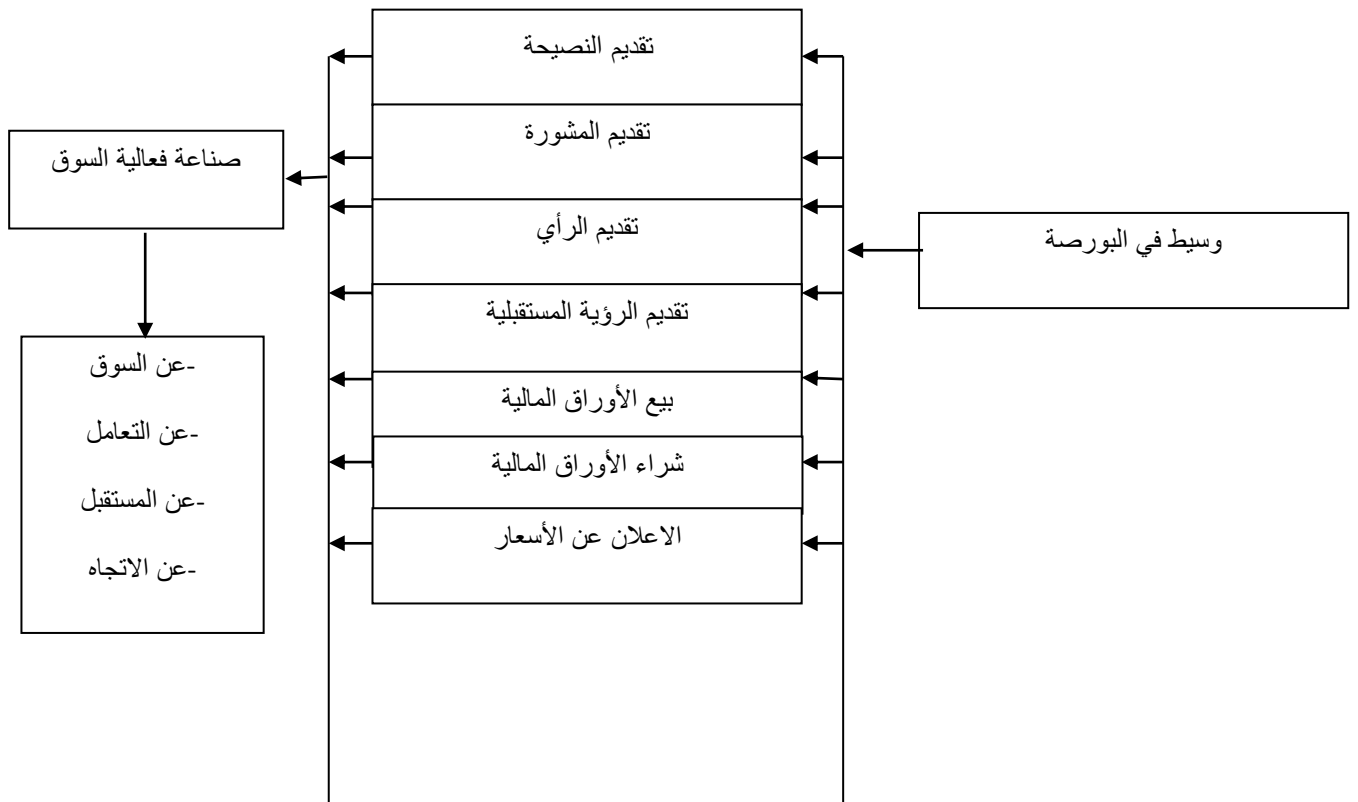 وسيط في البورصة
تقديم النصيحة
تقديم المشورة
تقديم الرأي
تقديم الرؤية المستقبلية
بيع الأوراق المالية
شراء الأوراق المالية
الاعلان عن الأسعار
صناعة فعالية السوق
-عن السوق
-عن التعامل
-عن المستقبل
-عن الاتجاه